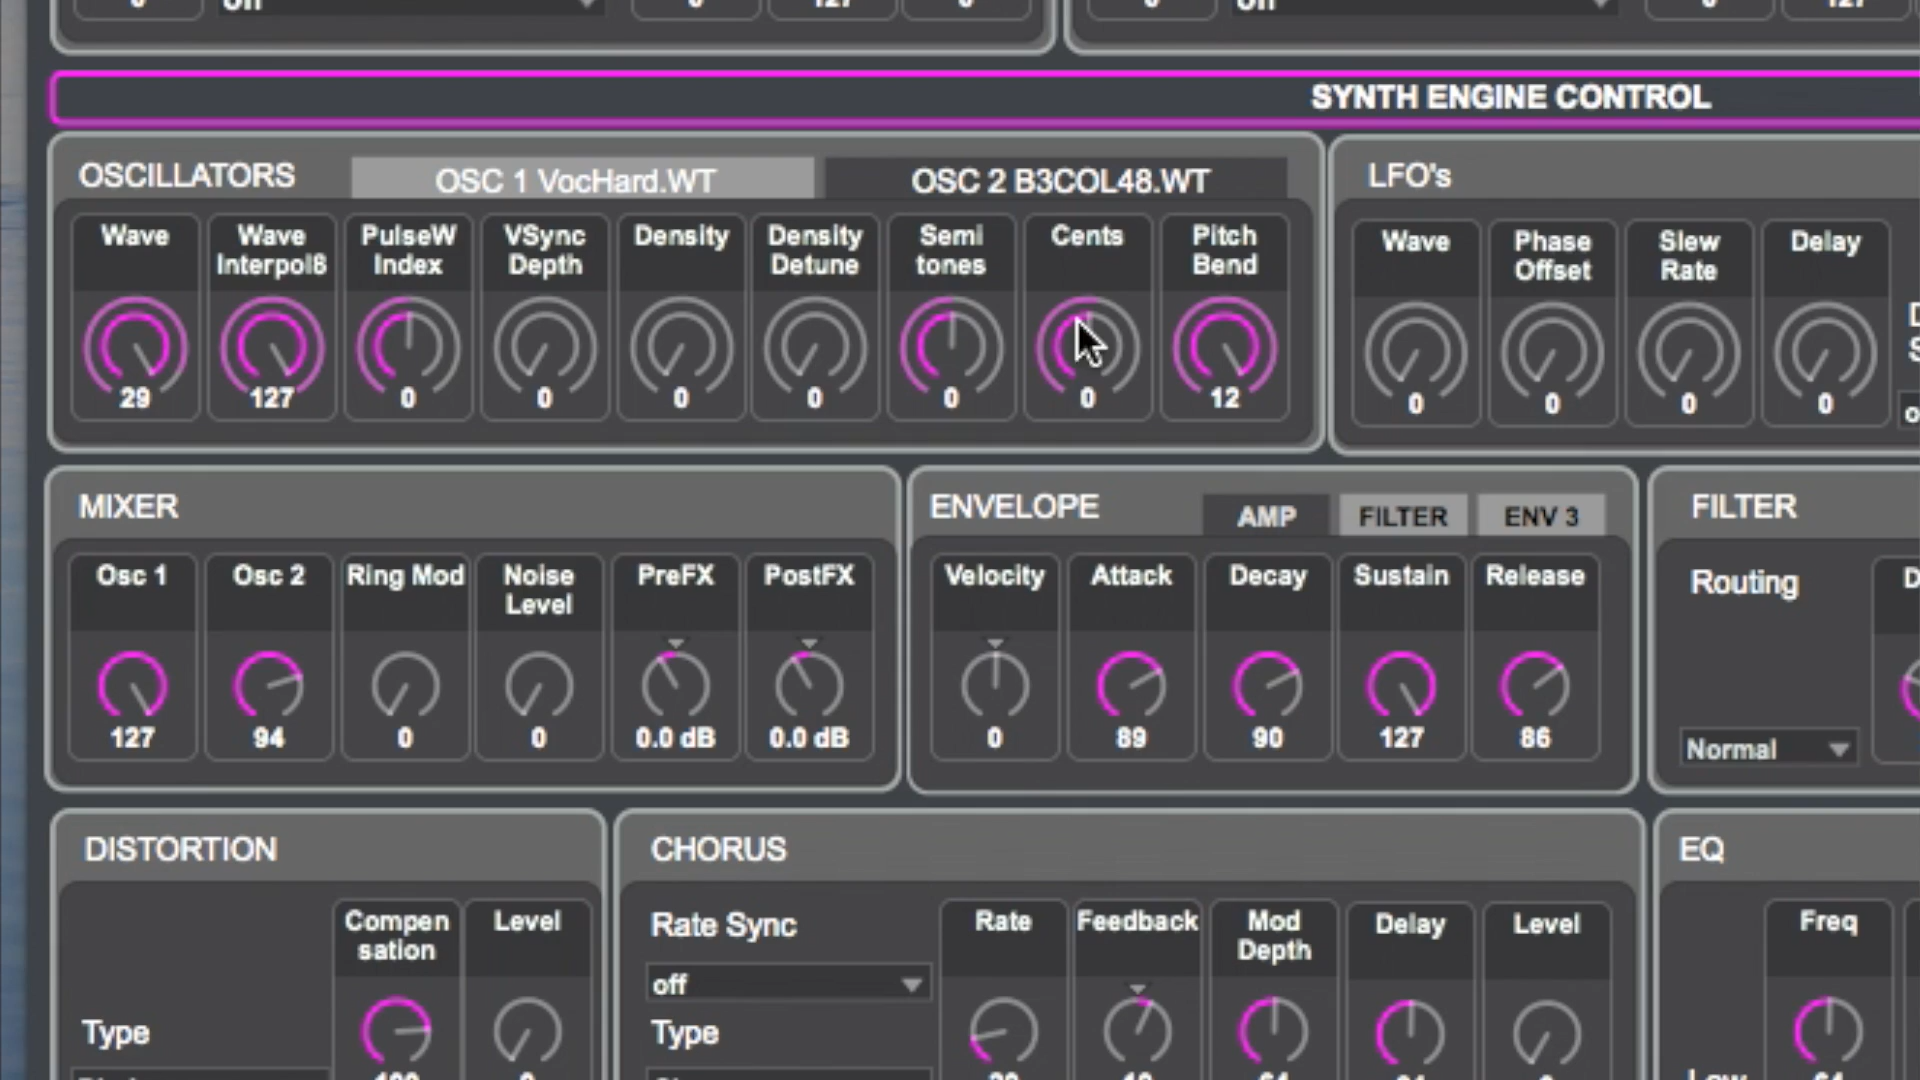 SYNTH ENGINE CONTROL
OSCILLATORS OSC 1 VocHard.WT OSC 2 B3COL48.WT
Wave
29
Wave
Interpol8
127
PulseW
Index
0
VSync
Depth
0
Density
0
Density
Detune
0
Semi
tones
0
Cents
0
Pitch
Bend
12
LFO's
Wave
0
Phase
Offset
0
Slew
Rate
0
Delay
0
MIXER
Osc 1
127
Osc 2
94
Ring Mod
0
Noise
Level
0
PreFX
0.0 dB
PostFX
0.0 dB
ENVELOPE AMP FILTER ENV 3
Velocity
0
Attack
89
Decay
90
Sustain
127
Release
86
FILTER
Routing
Normal
DISTORTION
Type
Compen
sation
Level
CHORUS
Rate Sync
off
Type
Rate
Feedback
Mod
Depth
Delay
Level
EQ
Freq